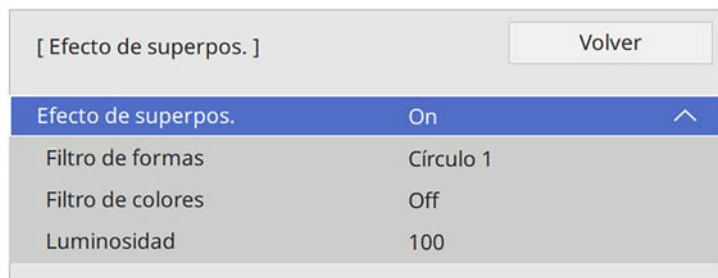 [ Efecto de superpos. ] Volver
Efecto de superpos. On
Filtro de formas Círculo 1
Filtro de colores Off
Luminosidad 100